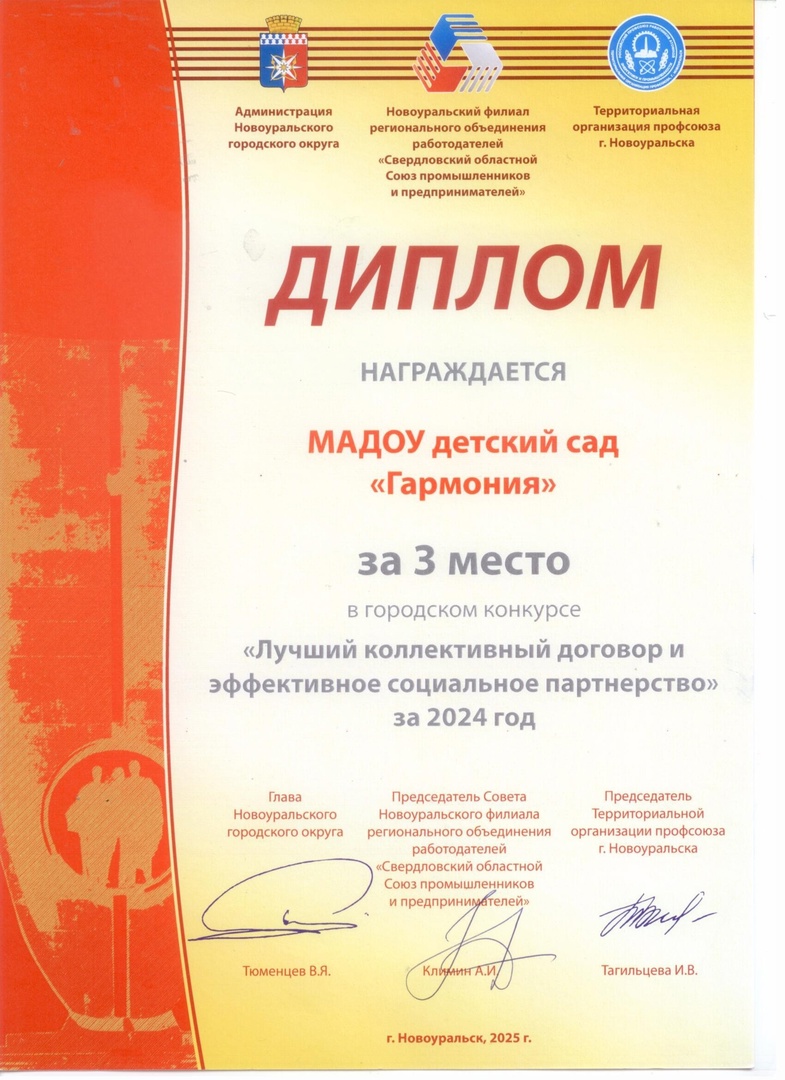 Администрация
Новоуральского
городского округа
Новоуральский филиал
регионального объединения
работодателей
«Свердловский областной
Союз промышленников
и предпринимателей»
Территориальная
организация профсоюза
г. Новоуральска
ДИПЛОМ
НАГРАЖДАЕТСЯ
МАДОУ детский сад
«Гармония»
за 3 место
в городском конкурсе
«Лучший коллективный договор и
эффективное социальное партнерство»
за 2024 год
Глава
Новоуральского
городского округа
Председатель Совета
Новоуральского филиала
регионального объединения
работодателей
«Свердловский областной
Союз промышленников
и предпринимателей»
Председатель
Территориальной
организации профсоюза
г. Новоуральска
Тюменцев В.Я.
Климин А.И.
Тагильцева И.В.
г. Новоуральск, 2025 г.